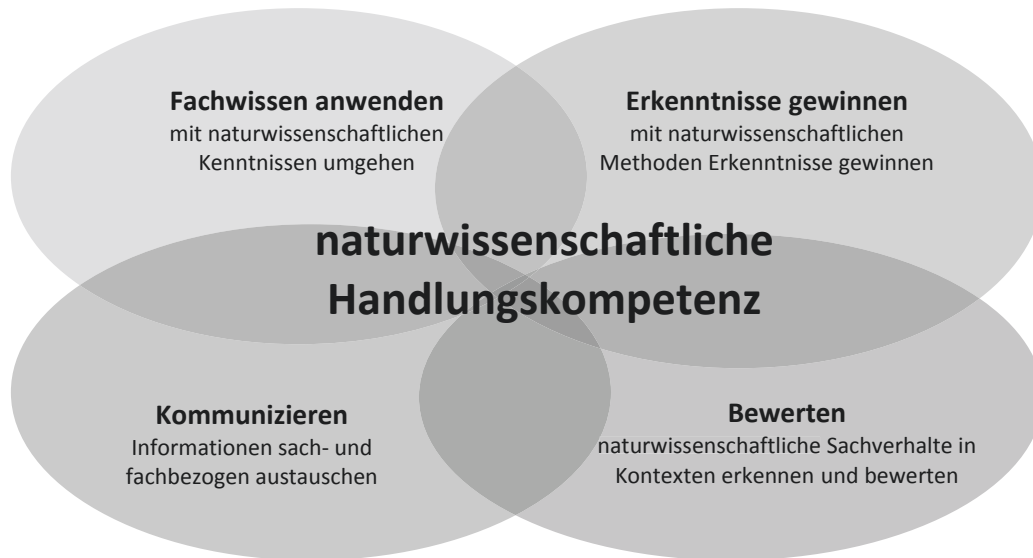 Fachwissen anwenden
mit naturwissenschaftlichen
Kenntnissen umgehen
Erkenntnisse gewinnen
mit naturwissenschaftlichen
Methoden Erkenntnisse gewinnen
naturwissenschaftliche
Handlungskompetenz
Kommunizieren
Informationen sach- und
fachbezogen austauschen
Bewerten
naturwissenschaftliche Sachverhalte in
Kontexten erkennen und bewerten